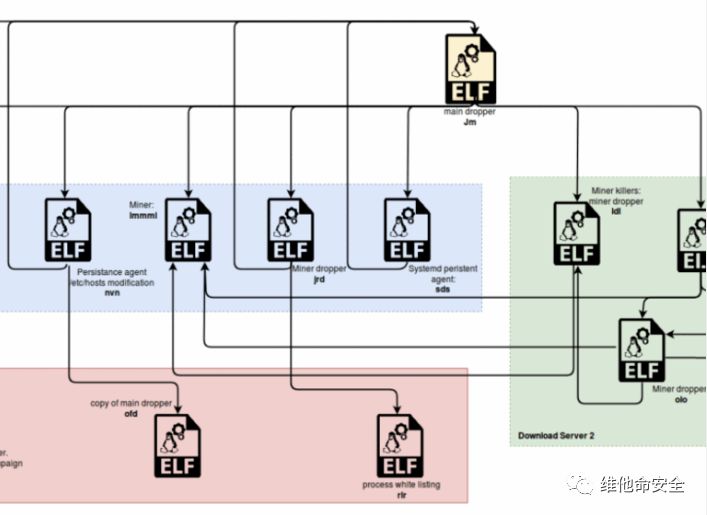 ELF
main dropper
Jm
Miner:
lmmml
ELF
ELF
ELF
ELF
Persistance agent
/etc/hosts modification
nvn
Miner dropper
jrd
Systemd peristent
agent:
sds
Miner killers:
miner dropper
ldl
ELF
EL
ELF
Miner dropper
olo
Download Server 2
copy of main dropper
ofd
ELF
ELF
process white listing
rlr
er.
mpaign
维他命安全